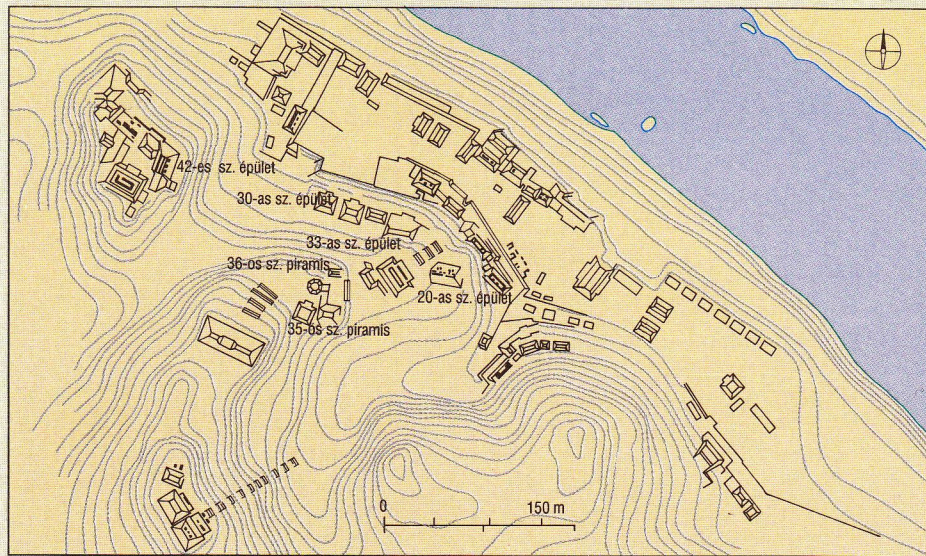 42-es sz. épület
30-as sz. épület
33-as sz. épület
36-os sz. piramis
20-as sz. épület
35-ös sz. piramis
0 150 m